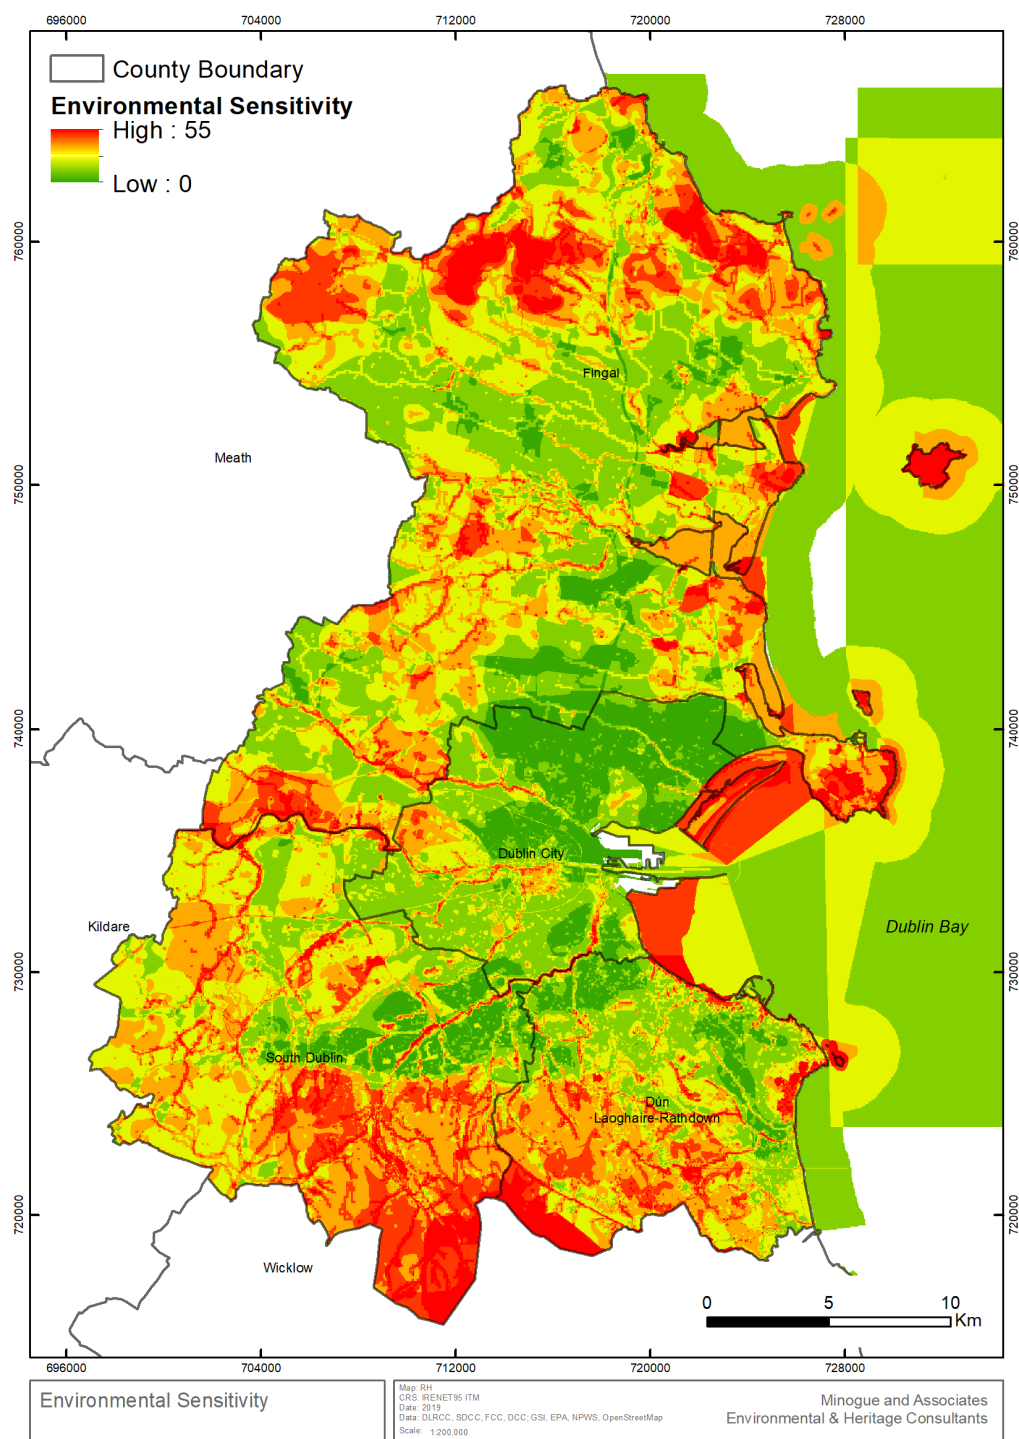 696000 704000 712000 720000 728000
County Boundary
Environmental Sensitivity
High : 55
Low : 0
760000 760000
Fingal
Meath
750000 750000
740000 740000
Dublin City
Kildare
Dublin Bay
730000 730000
South Dublin
Dún
Laoghaire-Rathdown
720000 720000
Wicklow
0 5 10
Km
696000 704000 712000 720000 728000
Environmental Sensitivity
Map: RH
CRS: IRENET95 ITM
Date: 2019
Data: DLRCC, SDCC, FCC, DCC; GSI, EPA, NPWS, OpenStreetMap
Scale: 1:200,000
Minogue and Associates
Environmental & Heritage Consultants